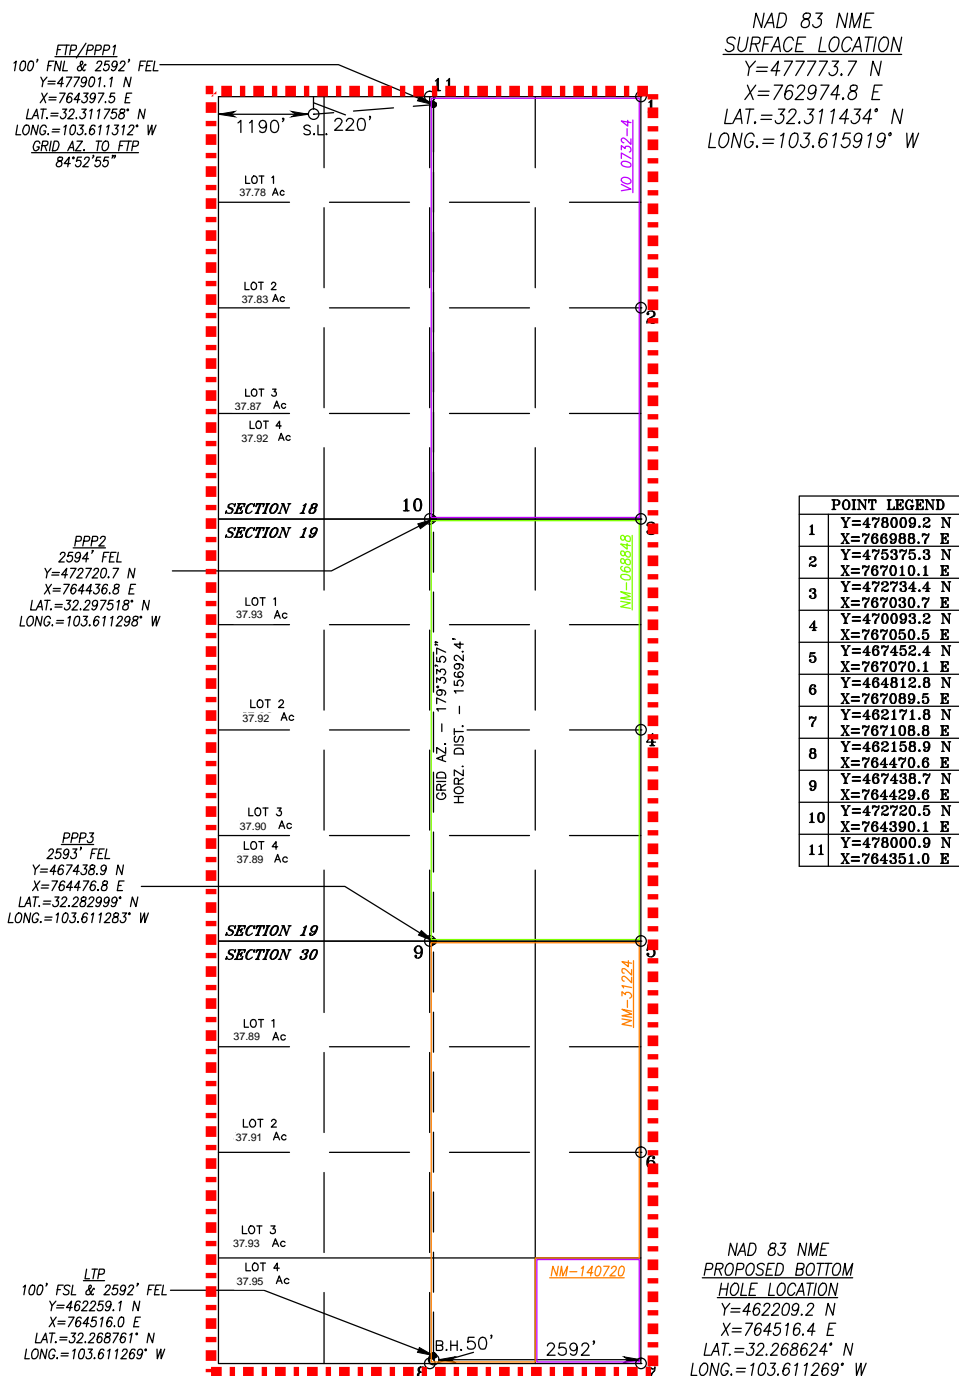 NAD 83 NME
SURFACE LOCATION
Y=477773.7 N
X=762974.8 E
LAT.=32.311434° N
LONG.=103.615919° W
FTP/PPP1
100' FNL & 2592' FEL
Y=477901.1 N
X=764397.5 E
LAT.=32.311758° N
LONG.=103.611312° W
GRID AZ. TO FTP
84°52'55"
11
1
1190'
S.L.
220'
VO 0732-4
LOT 1
37.78 Ac
LOT 2
37.83 Ac
2
LOT 3
37.87 Ac
LOT 4
37.92 Ac
10
SECTION 18
3
SECTION 19
PPP2
2594' FEL
Y=472720.7 N
X=764436.8 E
LAT.=32.297518° N
LONG.=103.611298° W
NM-068848
LOT 1
37.93 Ac
GRID AZ. - 179°33'57"
HORZ. DIST. - 15692.4'
LOT 2
37.92 Ac
4
LOT 3
37.90 Ac
LOT 4
37.89 Ac
PPP3
2593' FEL
Y=467438.9 N
X=764476.8 E
LAT.=32.282999° N
LONG.=103.611283° W
SECTION 19
9
5
SECTION 30
NM-31224
LOT 1
37.89 Ac
LOT 2
37.91 Ac
6
LOT 3
37.93 Ac
LOT 4
37.95 Ac
NM-140720
LTP
100' FSL & 2592' FEL
Y=462259.1 N
X=764516.0 E
LAT.=32.268761° N
LONG.=103.611269° W
B.H.
50'
2592'
8
7
POINT LEGEND
1 Y=478009.2 N
X=766988.7 E
2 Y=475375.3 N
X=767010.1 E
3 Y=472734.4 N
X=767030.7 E
4 Y=470093.2 N
X=767050.5 E
5 Y=467452.4 N
X=767070.1 E
6 Y=464812.8 N
X=767089.5 E
7 Y=462171.8 N
X=767108.8 E
8 Y=462158.9 N
X=764470.6 E
9 Y=467438.7 N
X=764429.6 E
10 Y=472720.5 N
X=764390.1 E
11 Y=478000.9 N
X=764351.0 E
NAD 83 NME
PROPOSED BOTTOM
HOLE LOCATION
Y=462209.2 N
X=764516.4 E
LAT.=32.268624° N
LONG.=103.611269° W